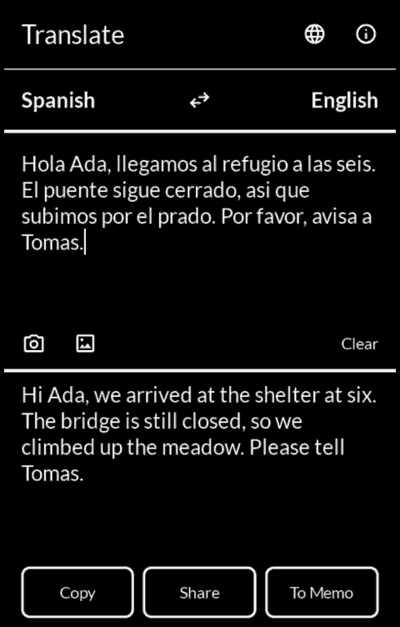 Translate
Spanish
English
Hola Ada, llegamos al refugio a las seis.
El puente sigue cerrado, asi que
subimos por el prado. Por favor, avisa a
Tomas.
Clear
Hi Ada, we arrived at the shelter at six.
The bridge is still closed, so we
climbed up the meadow. Please tell
Tomas.
Copy
Share
To Memo